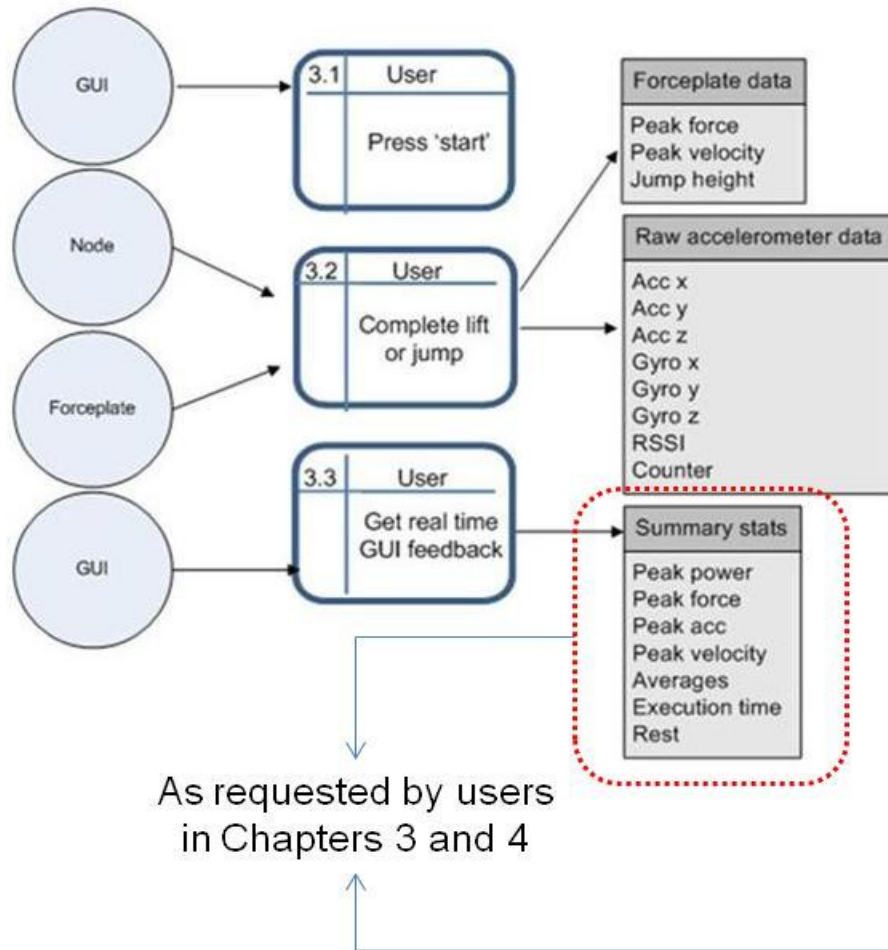 GUI
3.1 User
Press ‘start’
Forceplate data
Peak force
Peak velocity
Jump height
Node
3.2 User
Complete lift
or jump
Raw accelerometer data
Acc x
Acc y
Acc z
Gyro x
Gyro y
Gyro z
RSSI
Counter
Forceplate
GUI
3.3 User
Get real time
GUI feedback
Summary stats
Peak power
Peak force
Peak acc
Peak velocity
Averages
Execution time
Rest
As requested by users
in Chapters 3 and 4